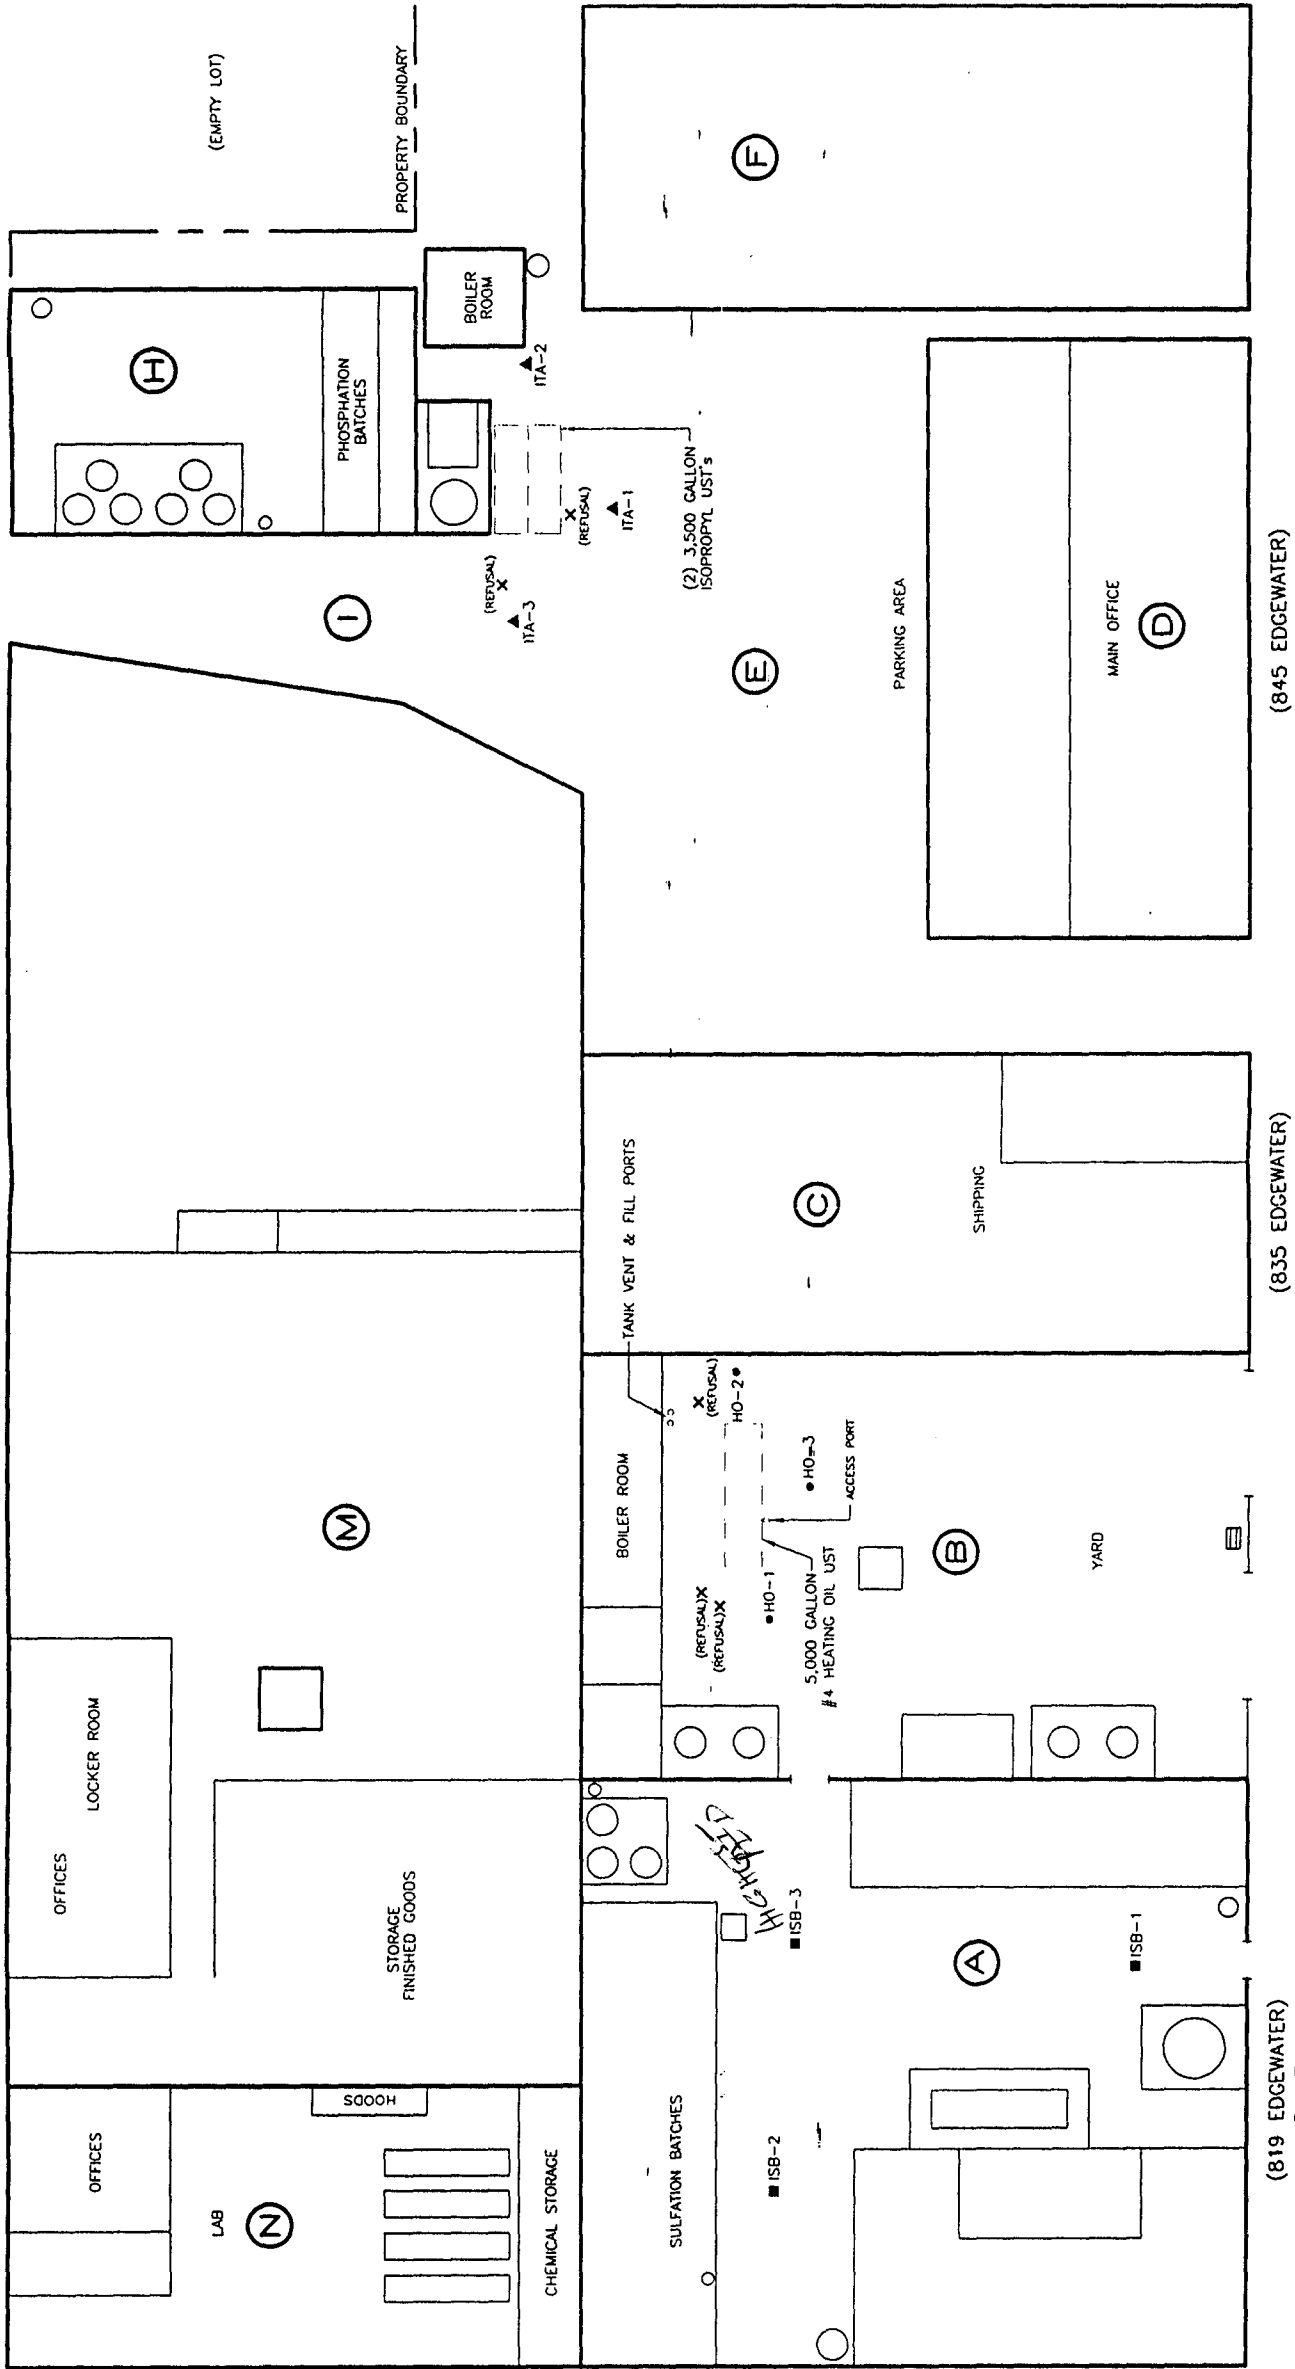 OFFICES
LAB
N
HOODS
CHEMICAL STORAGE
OFFICES
LOCKER ROOM
STORAGE
FINISHED GOODS
M
H
PHOSPHATION
BATCHES
(EMPTY LOT)
PROPERTY BOUNDARY
BOILER
ROOM
I
(REFUSAL)
X
ITA-3
X
(REFUSAL)
ITA-1
ITA-2
(2) 3,500 GALLON
ISOPROPYL UST's
SULFATION BATCHES
ISB-2
ISB-3
A
ISB-1
BOILER ROOM
TANK VENT & FILL PORTS
(REFUSAL)X
(REFUSAL)X
X
(REFUSAL)
HO-1
HO-2
HO-3
ACCESS PORT
5,000 GALLON
#4 HEATING OIL UST
B
YARD
C
SHIPPING
E
PARKING AREA
MAIN OFFICE
D
F
(819 EDGEWATER)
(835 EDGEWATER)
(845 EDGEWATER)